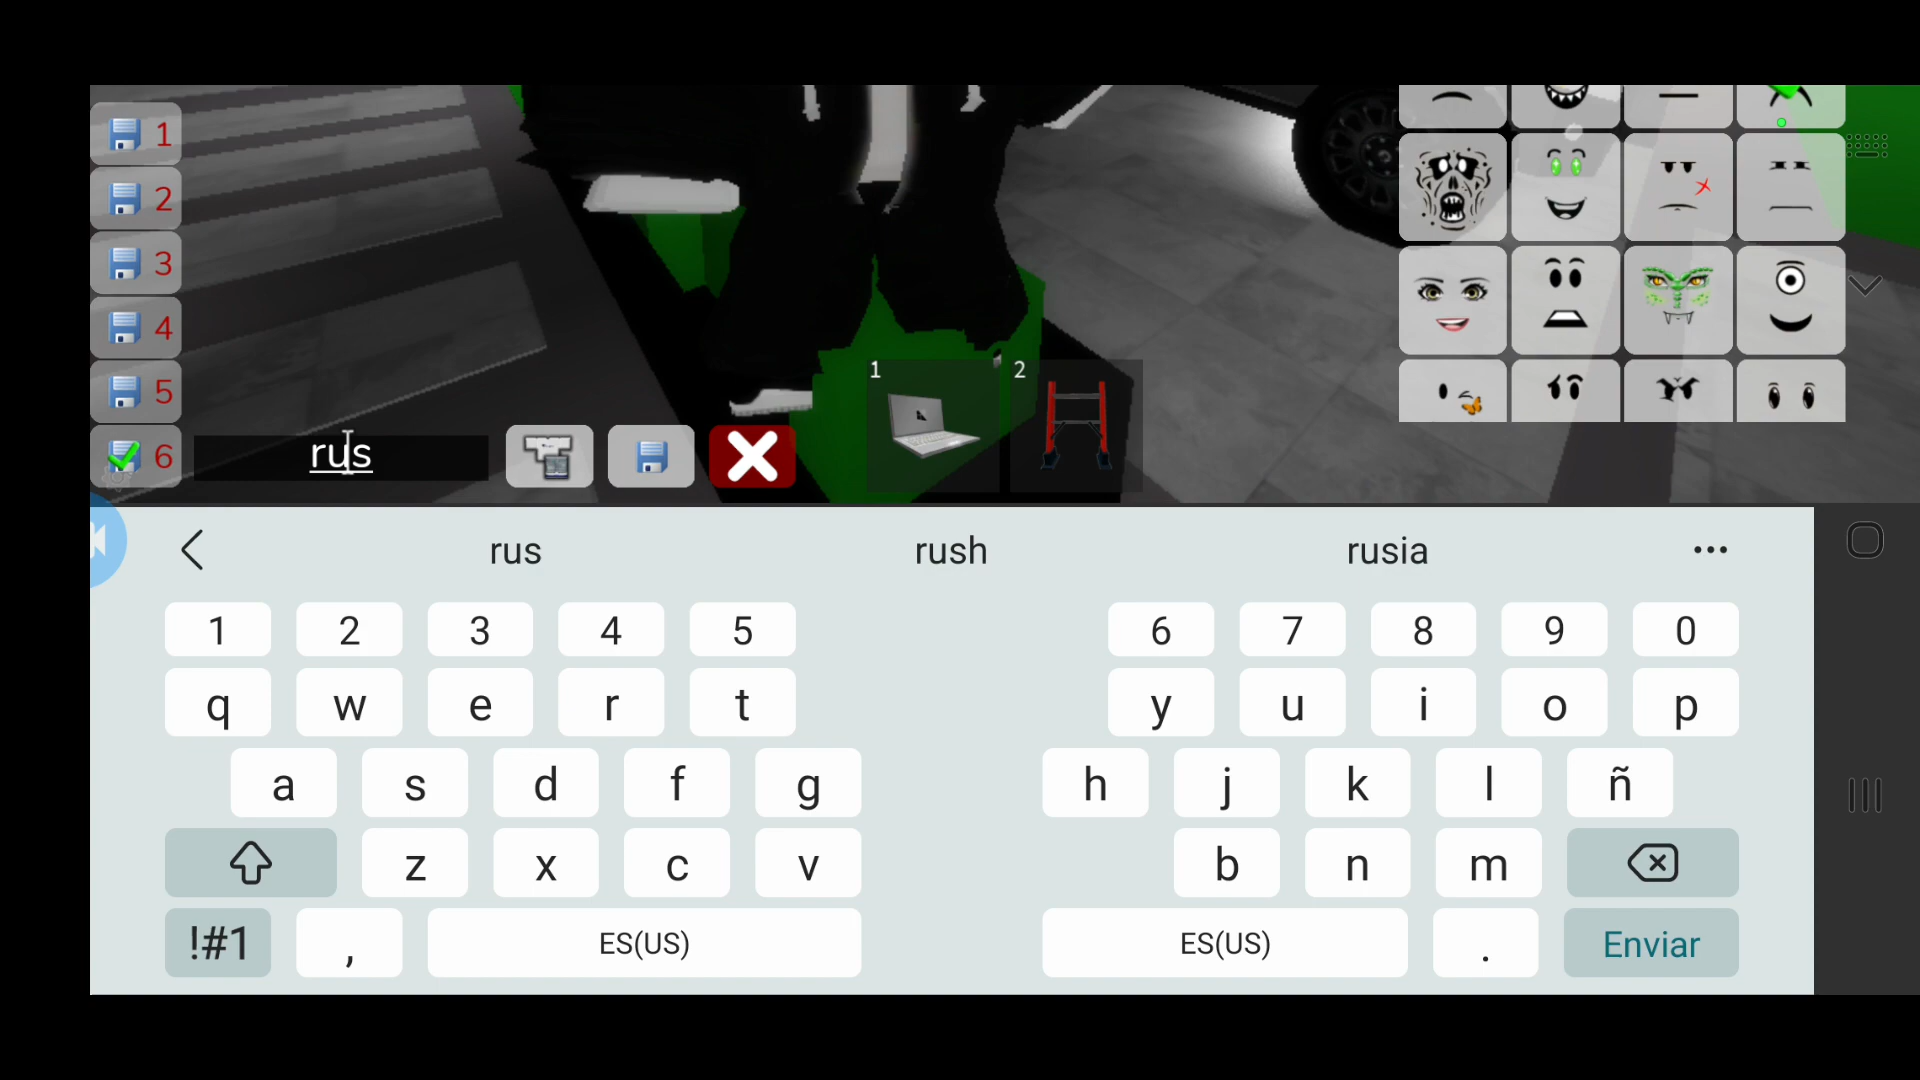 1
2
3
4
5
6
rus
1
2
rus
rush
rusia
1 2 3 4 5 6 7 8 9 0
q w e r t y u i o p
a s d f g h j k l ñ
z x c v b n m
!#1 , ES(US) ES(US) . Enviar